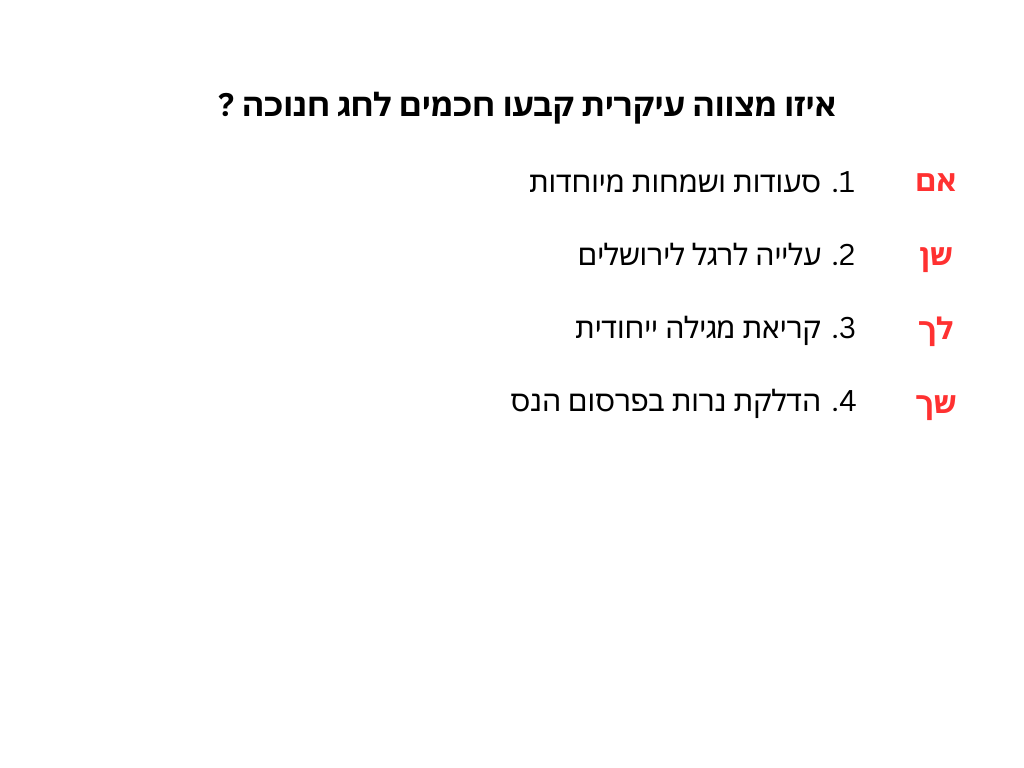 איזו מצווה עיקרית קבעו חכמים לחג חנוכה ?
אם 1. סעודות ושמחות מיוחדות
שן 2. עלייה לרגל לירושלים
לך 3. קריאת מגילה ייחודית
שך 4. הדלקת נרות בפרסום הנס